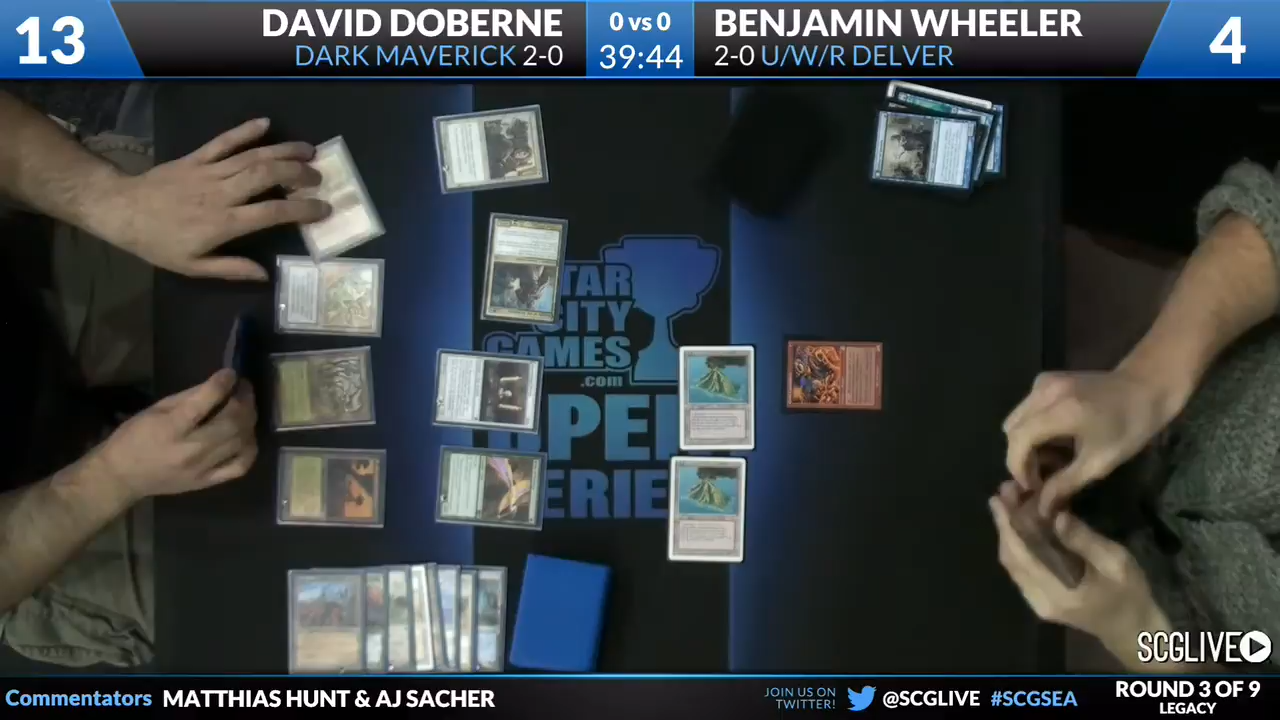 13
DAVID DOBERNE
DARK MAVERICK 2-0
0 vs 0
39:44
BENJAMIN WHEELER
2-0 U/W/R DELVER
4
STAR
CITY
GAMES
.com
OPEN
SERIES
SCGLIVE
Commentators MATTHIAS HUNT & AJ SACHER
JOIN US ON
TWITTER!
@SCGLIVE #SCGSEA
ROUND 3 OF 9
LEGACY